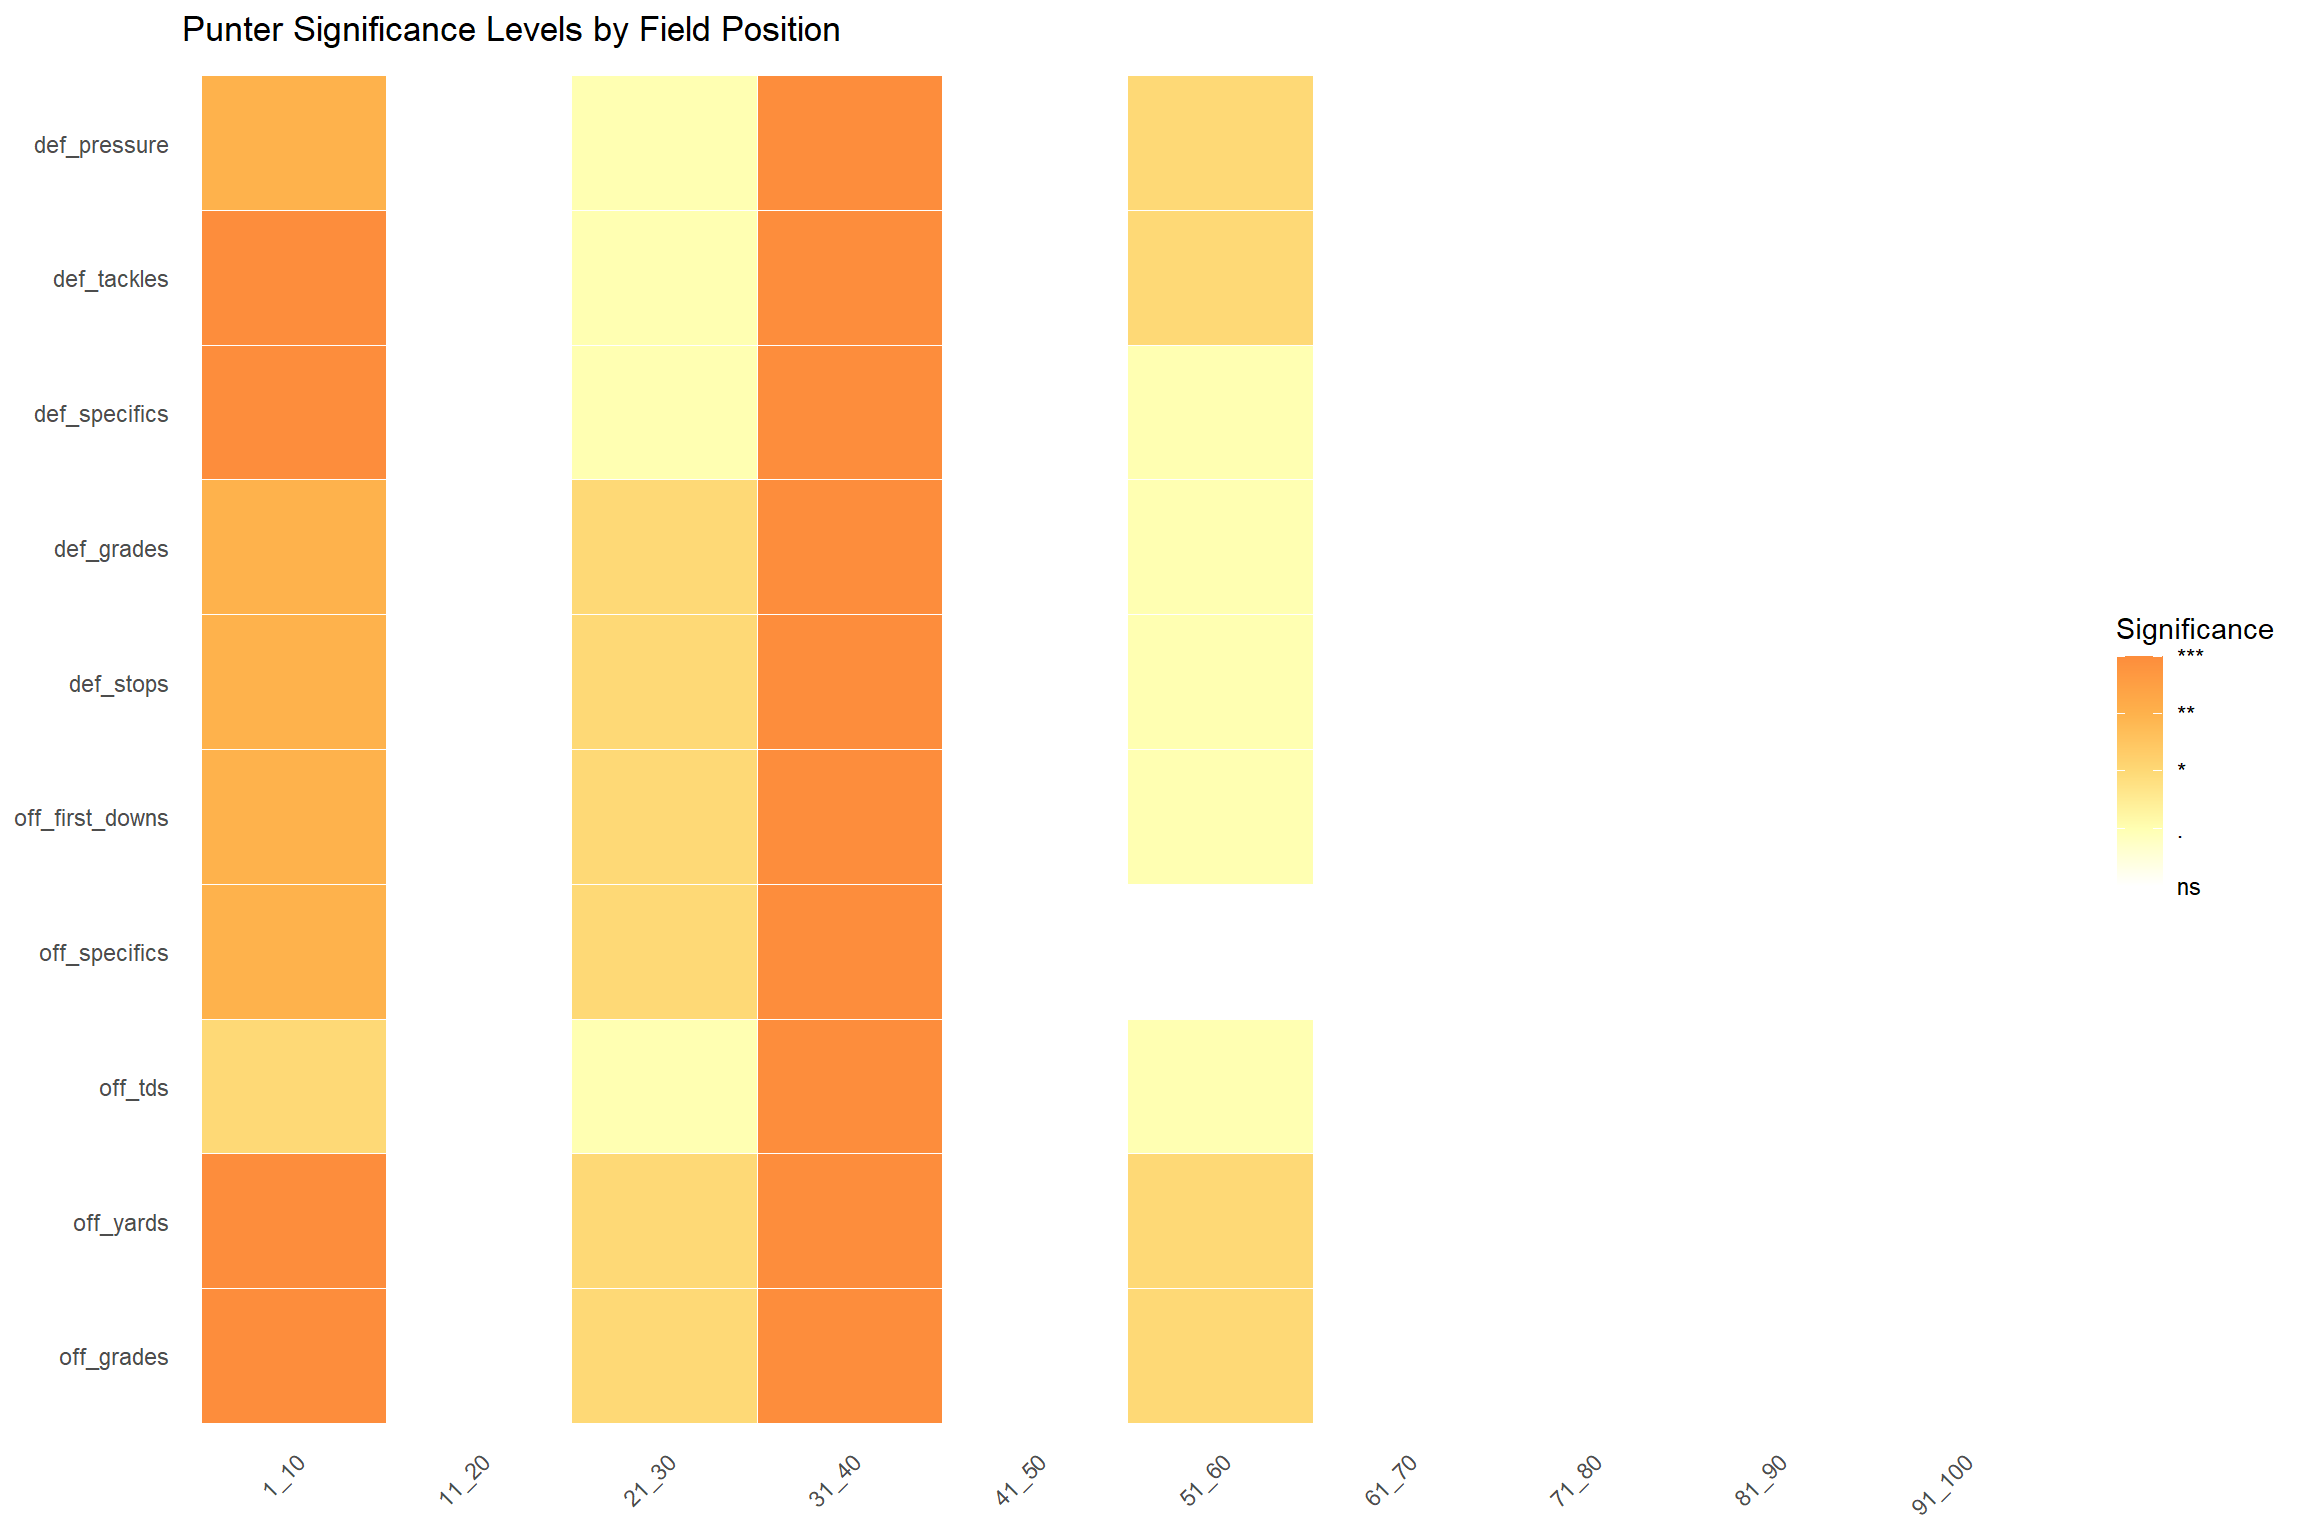 Punter Significance Levels by Field Position
def_pressure
def_tackles
def_specifics
def_grades
def_stops
off_first_downs
off_specifics
off_tds
off_yards
off_grades
1_10
11_20
21_30
31_40
41_50
51_60
61_70
71_80
81_90
91_100
Significance
***
**
*
.
ns